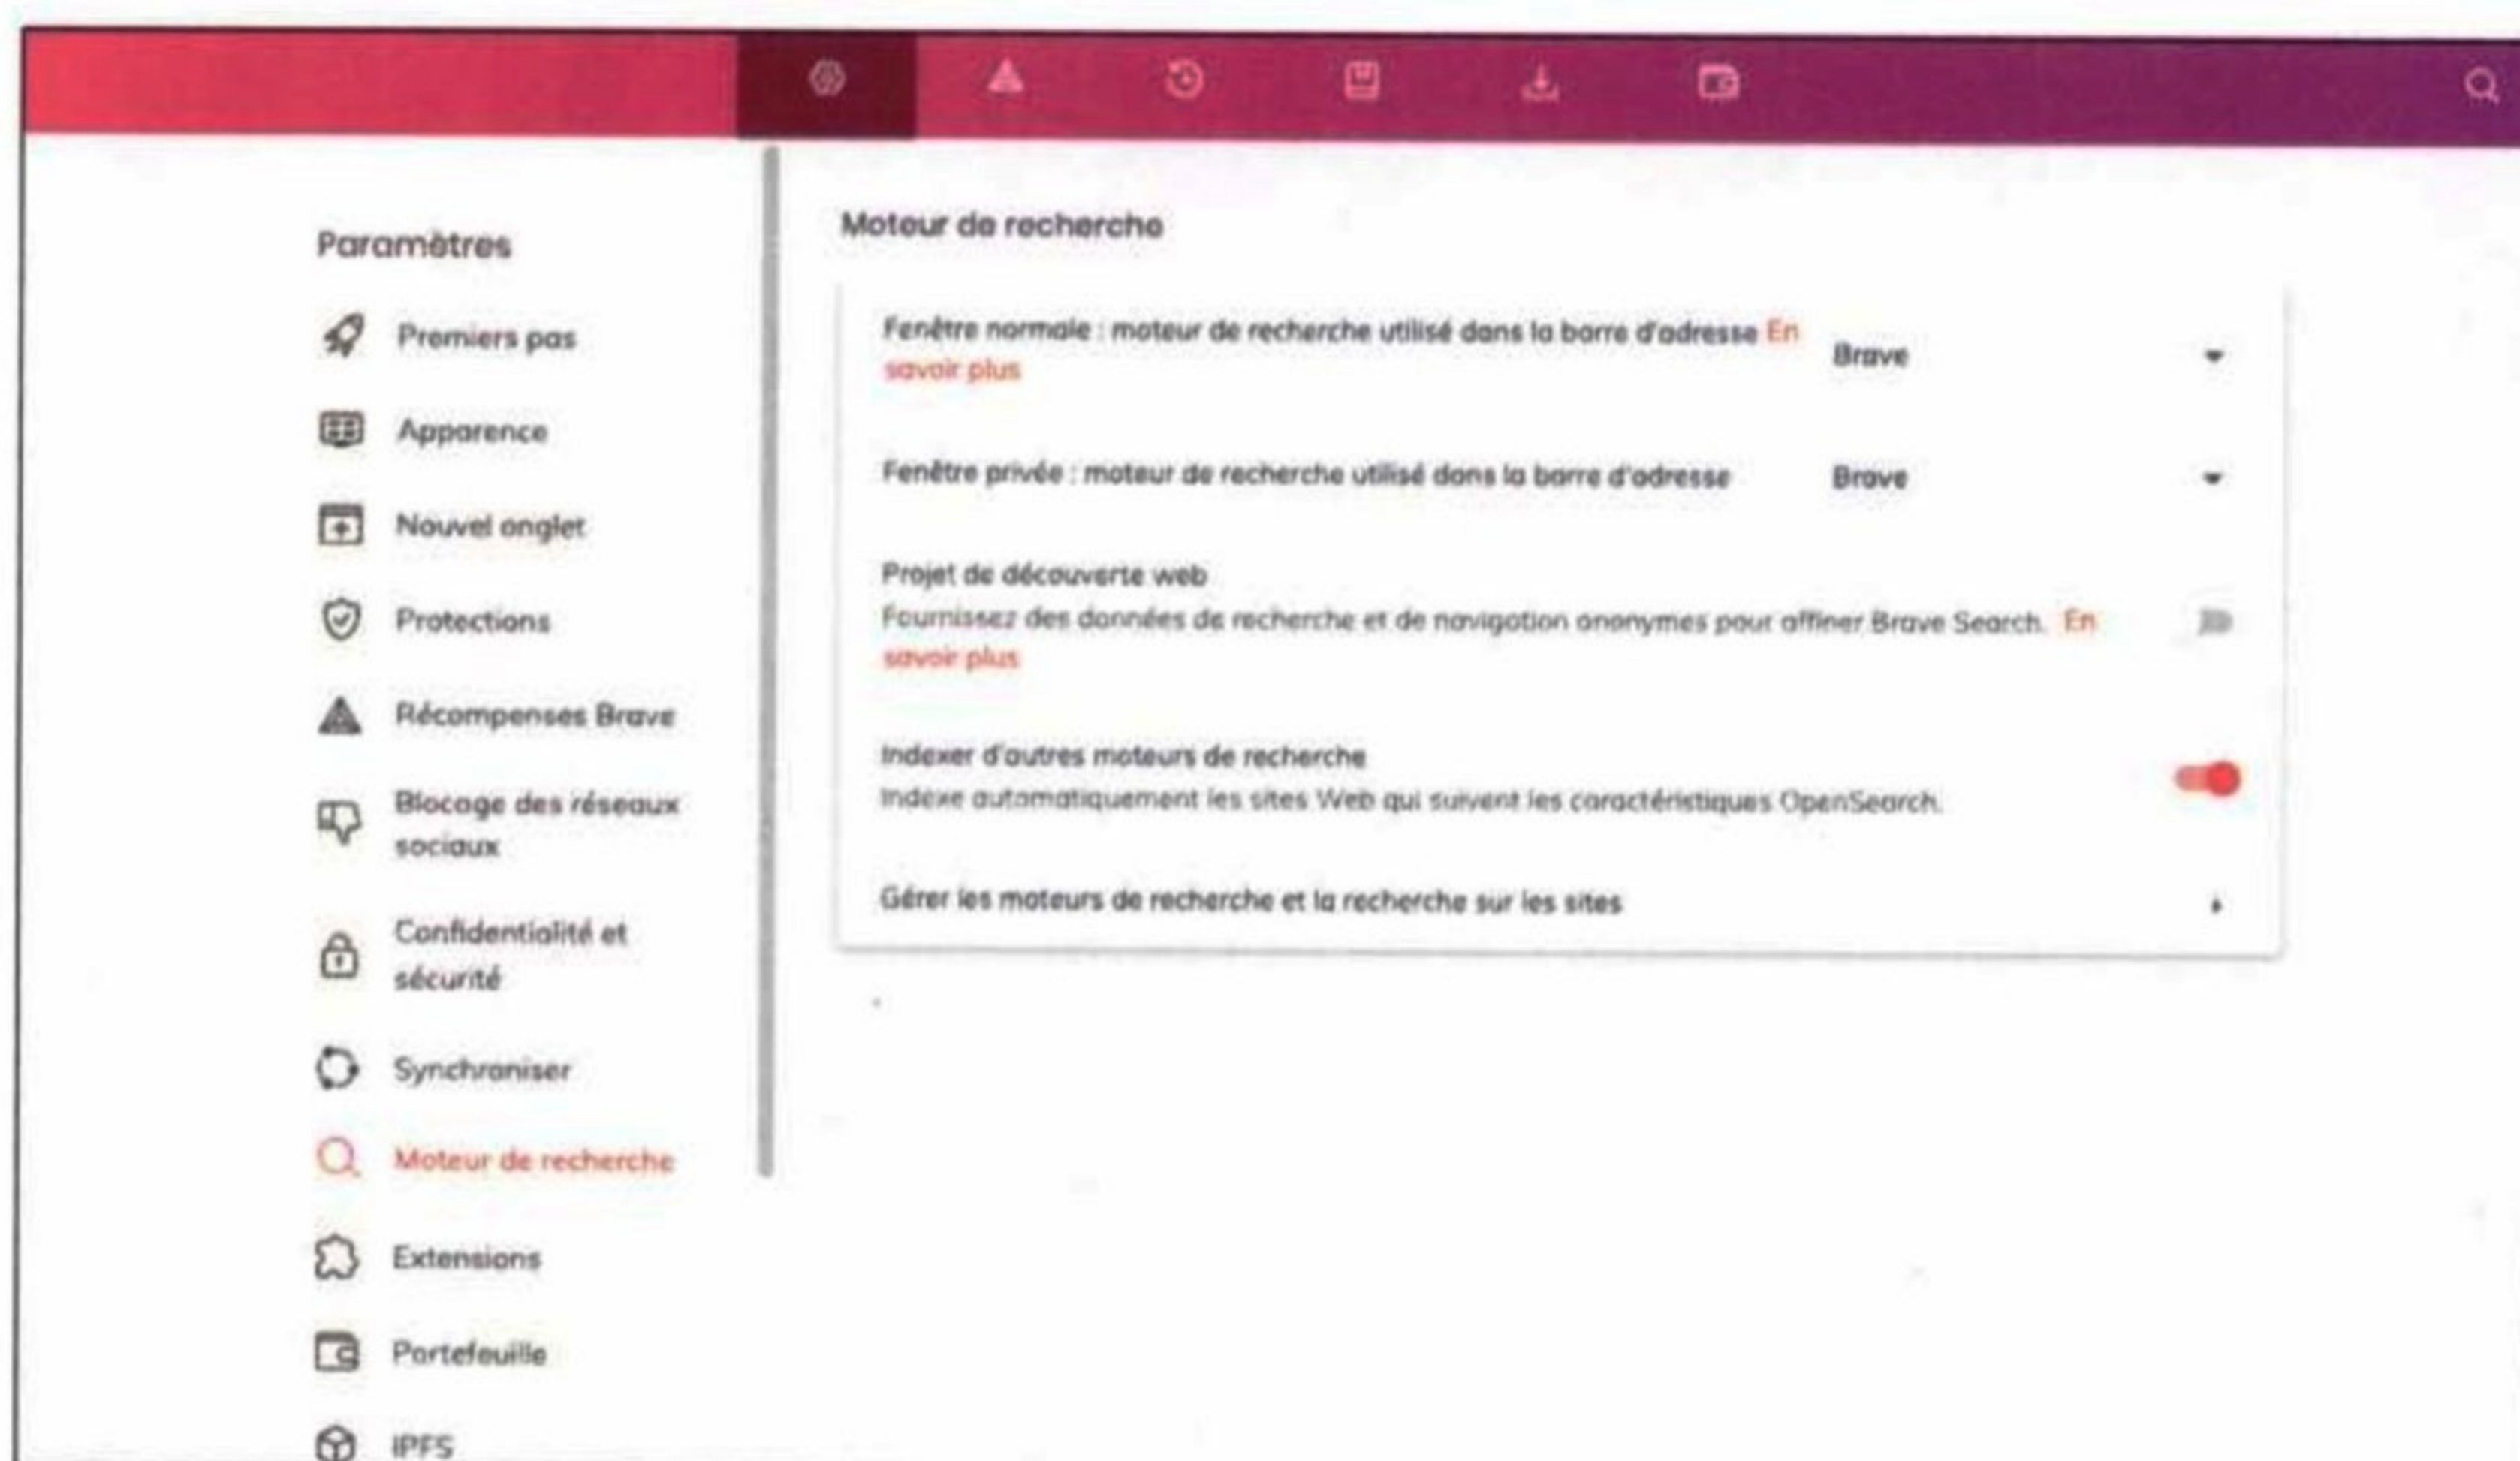 Paramètres
Premiers pas
Apparence
Nouvel onglet
Protections
Récompenses Brave
Blocage des réseaux
sociaux
Confidentialité et
sécurité
Synchroniser
Moteur de recherche
Extensions
Portefeuille
IPFS
Moteur de recherche
Fenêtre normale : moteur de recherche utilisé dans la barre d'adresse En
savoir plus
Brave
Fenêtre privée : moteur de recherche utilisé dans la barre d'adresse
Brave
Projet de découverte web
Fournissez des données de recherche et de navigation anonymes pour affiner Brave Search. En
savoir plus
Indexer d'autres moteurs de recherche
Indexe automatiquement les sites Web qui suivent les caractéristiques OpenSearch.
Gérer les moteurs de recherche et la recherche sur les sites